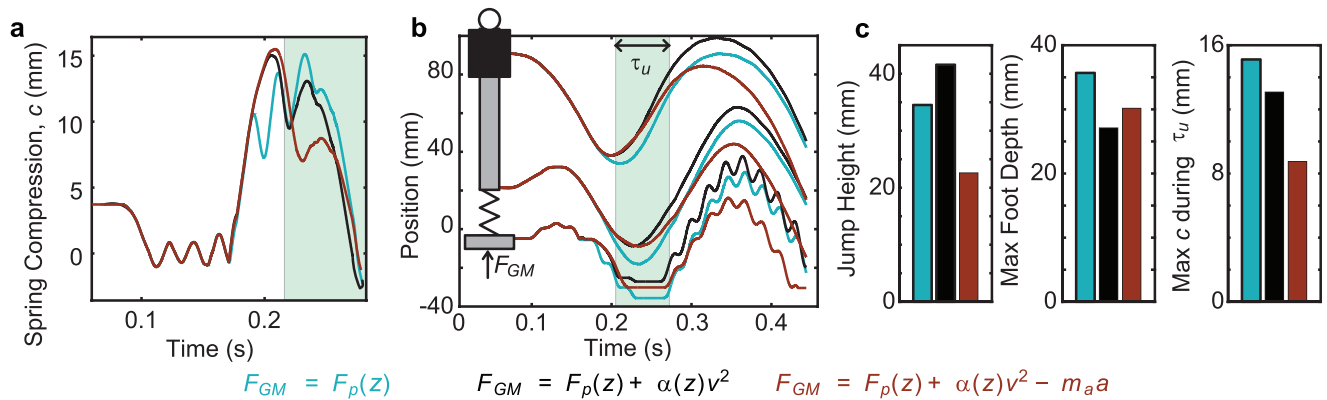 a
Spring Compression, c (mm)
15
10
5
0
0.1
0.2
Time (s)
b
Position (mm)
80
40
0
-40
0
0.1
0.2
0.3
0.4
Time (s)
τu
FGM
c
Jump Height (mm)
40
20
0
Max Foot Depth (mm)
40
20
0
Max c during τu
16
8
0
FGM = Fp(z)
FGM = Fp(z) + α(z)v²
FGM = Fp(z) + α(z)v² − maa